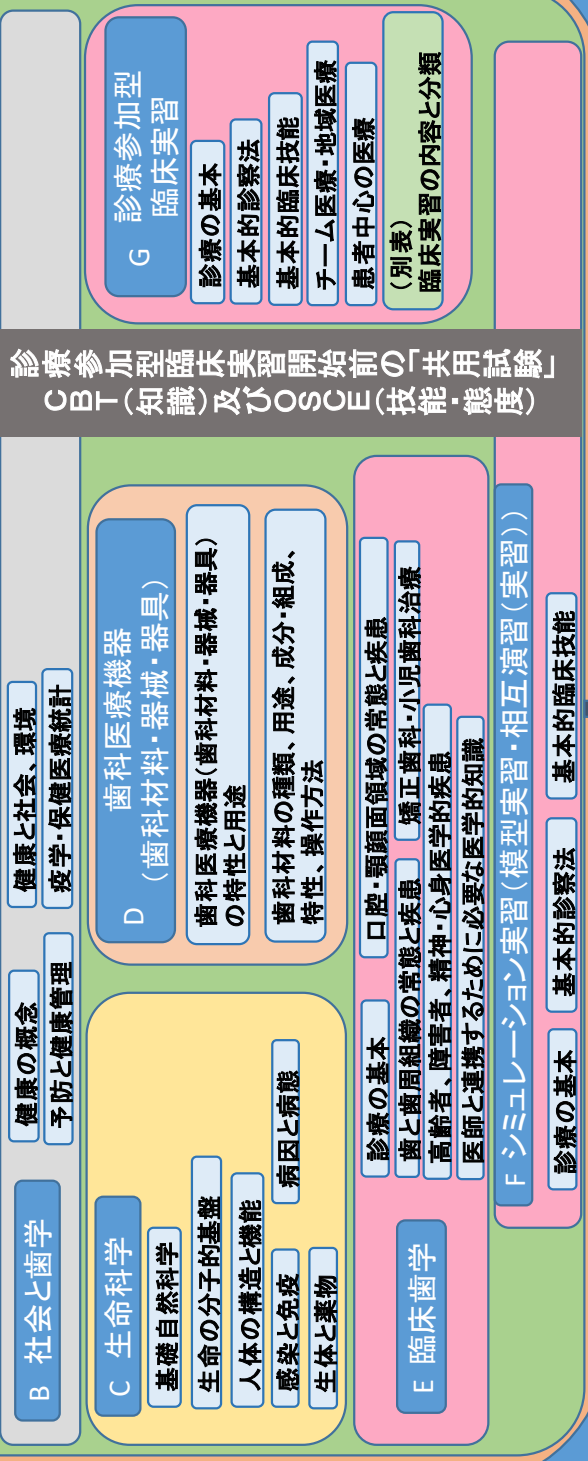 B 社会と歯学
健康の概念
予防と健康管理
健康と社会、環境
疫学・保健医療統計
C 生命科学
基礎自然科学
生命の分子的基盤
人体の構造と機能
感染と免疫
病因と病態
生体と薬物
D 歯科医療機器
（歯科材料・器械・器具）
歯科医療機器（歯科材料・器械・器具）
の特性と用途
歯科材料の種類、用途、成分・組成、
特性、操作方法
E 臨床歯学
診療の基本
口腔・顎顔面領域の常態と疾患
歯と歯周組織の常態と疾患
矯正歯科・小児歯科治療
高齢者、障害者、精神・心身医学的疾患
医師と連携するために必要な医学的知識
F シミュレーション実習（模型実習・相互演習（実習））
診療の基本
基本的診察法
基本的臨床技能
診療参加型臨床実習開始前の「共用試験」
CBT（知識）及びOSCE（技能・態度）
G 診療参加型
臨床実習
診療の基本
基本的診察法
基本的臨床技能
チーム医療・地域医療
患者中心の医療
（別表）
臨床実習の内容と分類